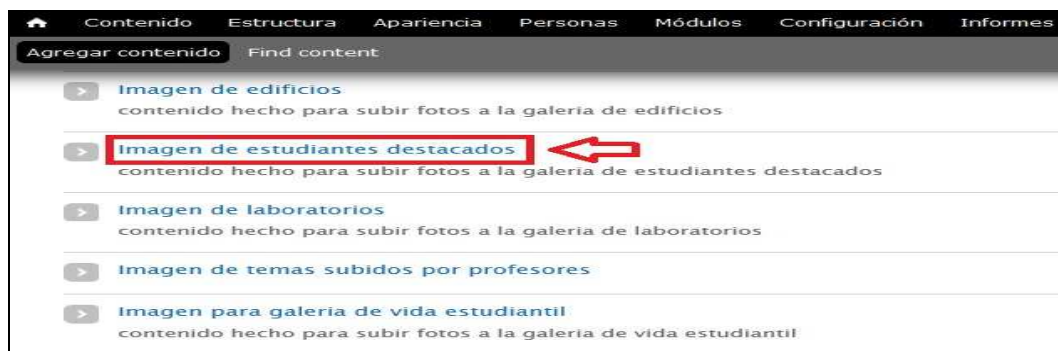 Contenido Estructura Apariencia Personas Módulos Configuración Informes
Agregar contenido Find content
Imagen de edificios
contenido hecho para subir fotos a la galeria de edificios
Imagen de estudiantes destacados
contenido hecho para subir fotos a la galeria de estudiantes destacados
Imagen de laboratorios
contenido hecho para subir fotos a la galeria de laboratorios
Imagen de temas subidos por profesores
Imagen para galeria de vida estudiantil
contenido hecho para subir fotos a la galeria de vida estudiantil